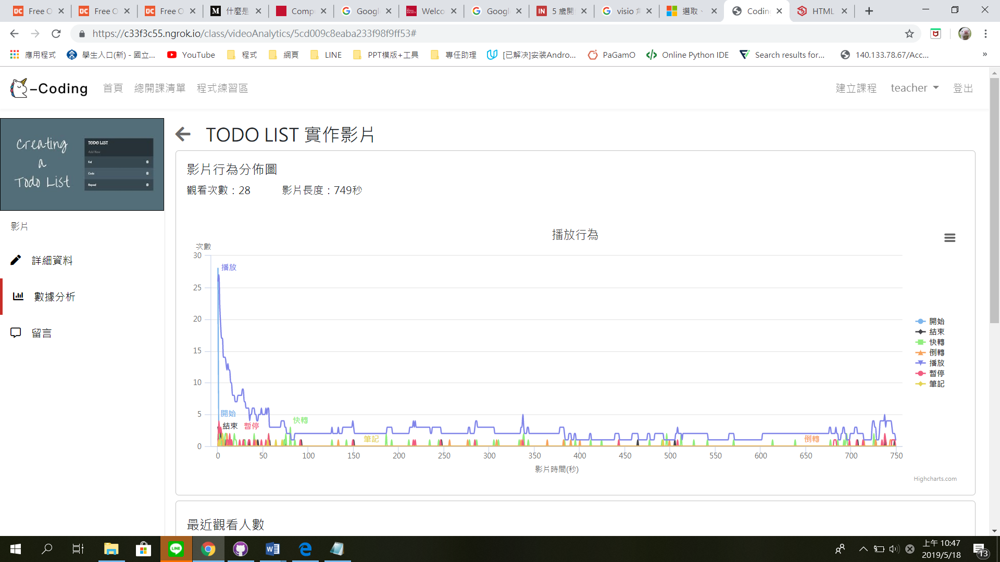 Free O
Free O
Free O
什麼是
Comp
Google
Welco
Google
5 歲開
visio 角
選取、
Coding
HTML
https://c33f3c55.ngrok.io/class/videoAnalytics/5cd009c8eaba233f98f9ff53#
應用程式
學生入口(新) - 國立...
YouTube
程式
網頁
LINE
PPT模版+工具
專任助理
[已解决]安装Andro...
PaGamO
Online Python IDE
Search results for...
140.133.78.67/Acc...
»
-Coding
首頁
總開課清單
程式練習區
建立課程
teacher
登出
Creating
a
Todo List
TODO LIST
Add New
Eat
Code
Repeat
影片
詳細資料
數據分析
留言
TODO LIST 實作影片
影片行為分佈圖
觀看次數：28 影片長度：749秒
播放行為
次數
30
25
20
15
10
5
0
播放
開始
結束
暫停
快轉
筆記
倒轉
0 50 100 150 200 250 300 350 400 450 500 550 600 650 700 750
影片時間(秒)
開始
結束
快轉
倒轉
播放
暫停
筆記
Highcharts.com
最近觀看人數
LINE
上午 10:47
2019/5/18
13